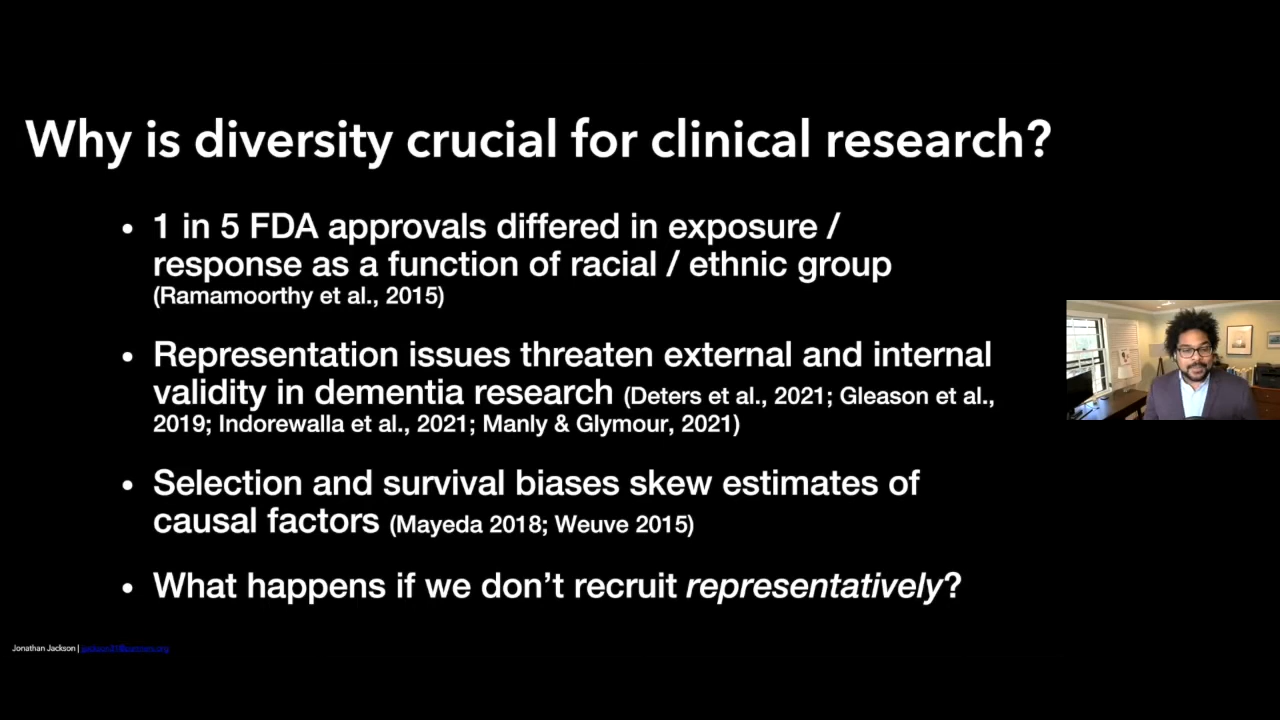 Why is diversity crucial for clinical research?
• 1 in 5 FDA approvals differed in exposure /
response as a function of racial / ethnic group
(Ramamoorthy et al., 2015)
• Representation issues threaten external and internal
validity in dementia research (Deters et al., 2021; Gleason et al.,
2019; Indorewalla et al., 2021; Manly & Glymour, 2021)
• Selection and survival biases skew estimates of
causal factors (Mayeda 2018; Weuve 2015)
• What happens if we don’t recruit representatively?
Jonathan Jackson |